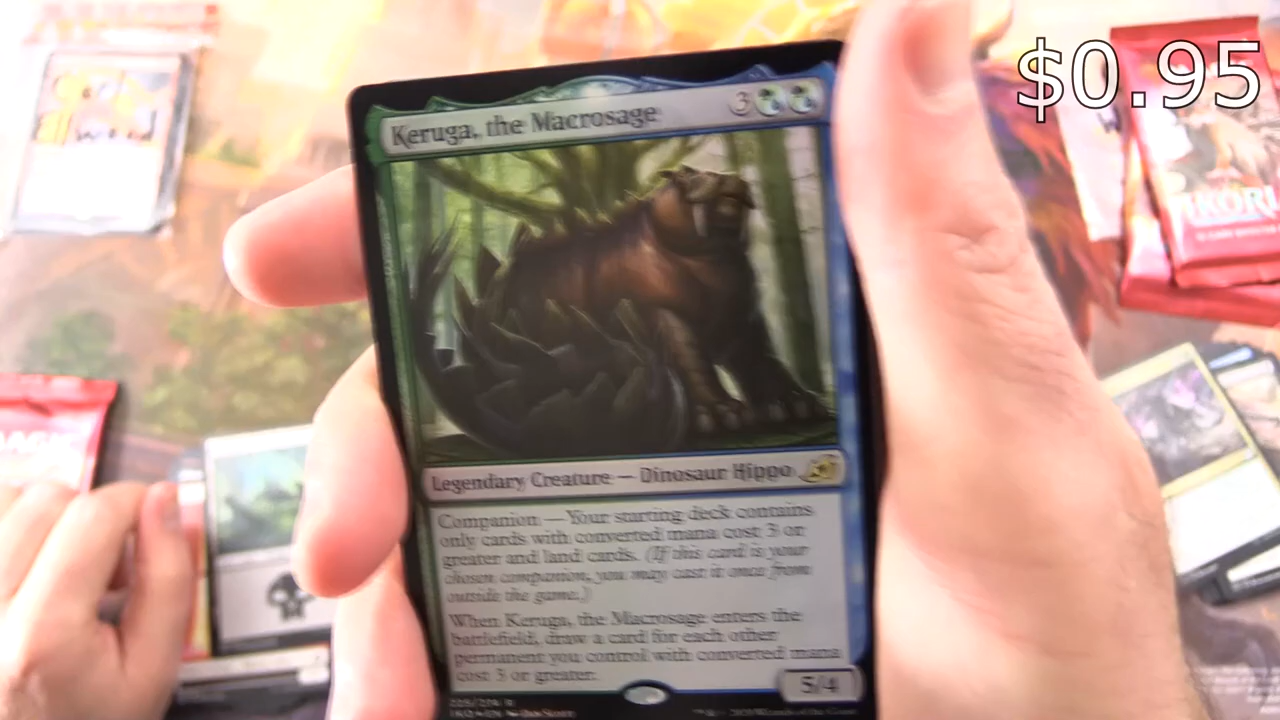 $0.95
Keruga, the Macrosage
3
IKORI
MAGIC
Legendary Creature — Dinosaur Hippo
Companion — Your starting deck contains
only cards with converted mana cost 3 or
greater and land cards. (If this card is your
chosen companion, you may cast it once from
outside the game.)
When Keruga, the Macrosage enters the
battlefield, draw a card for each other
permanent you control with converted mana
cost 3 or greater.
5/4